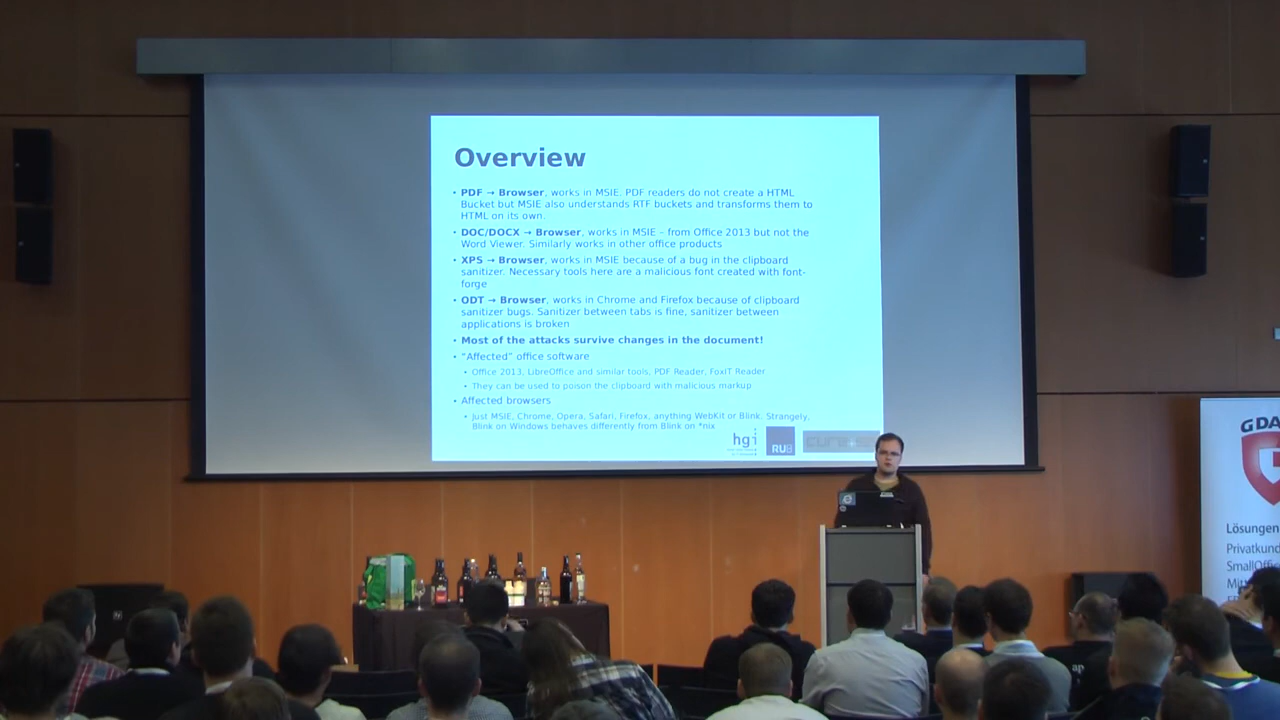 Overview
• PDF → Browser, works in MSIE. PDF readers do not create a HTML
Bucket but MSIE also understands RTF buckets and transforms them to
HTML on its own.
• DOC/DOCX → Browser, works in MSIE – from Office 2013 but not the
Word Viewer. Similarly works in other office products
• XPS → Browser, works in MSIE because of a bug in the clipboard
sanitizer. Necessary tools here are a malicious font created with font-
forge
• ODT → Browser, works in Chrome and Firefox because of clipboard
sanitizer bugs. Sanitizer between tabs is fine, sanitizer between
applications is broken
• Most of the attacks survive changes in the document!
• “Affected” office software
• Office 2013, LibreOffice and similar tools, PDF Reader, FoxIT Reader
• They can be used to poison the clipboard with malicious markup
• Affected browsers
• Just MSIE, Chrome, Opera, Safari, Firefox, anything WebKit or Blink. Strangely,
Blink on Windows behaves differently from Blink on *nix
hgi
RUB
G DA
Lösungen
Privatkund
SmallOffic